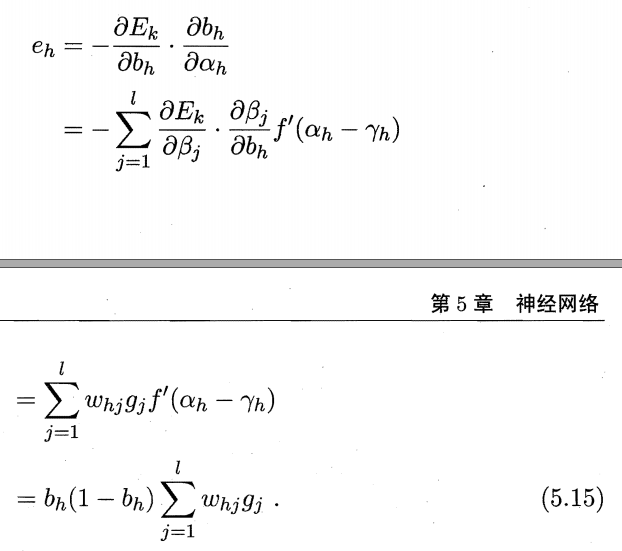 e_h = -\frac{\partial E_k}{\partial b_h} \cdot \frac{\partial b_h}{\partial \alpha_h}
= -\sum_{j=1}^{l} \frac{\partial E_k}{\partial \beta_j} \cdot \frac{\partial \beta_j}{\partial b_h} f'(\alpha_h - \gamma_h)
第 5 章 神经网络
= \sum_{j=1}^{l} w_{hj} g_j f'(\alpha_h - \gamma_h)
= b_h(1 - b_h) \sum_{j=1}^{l} w_{hj} g_j . (5.15)